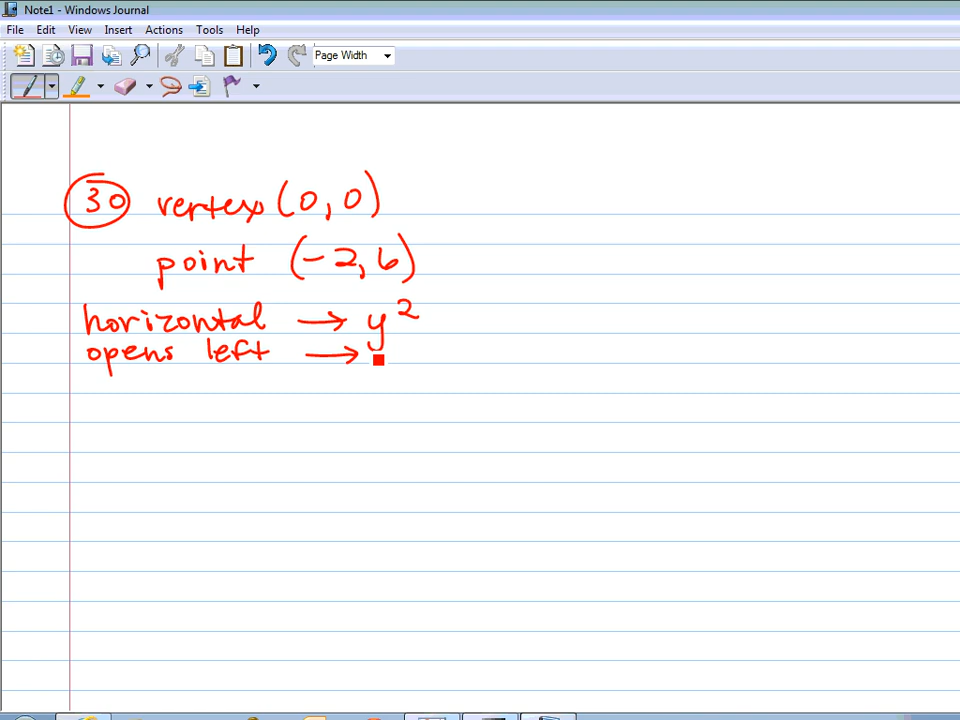 Note1 - Windows Journal
File Edit View Insert Actions Tools Help
Page Width
30 vertex (0, 0)
point (-2, 6)
horizontal → y²
opens left →